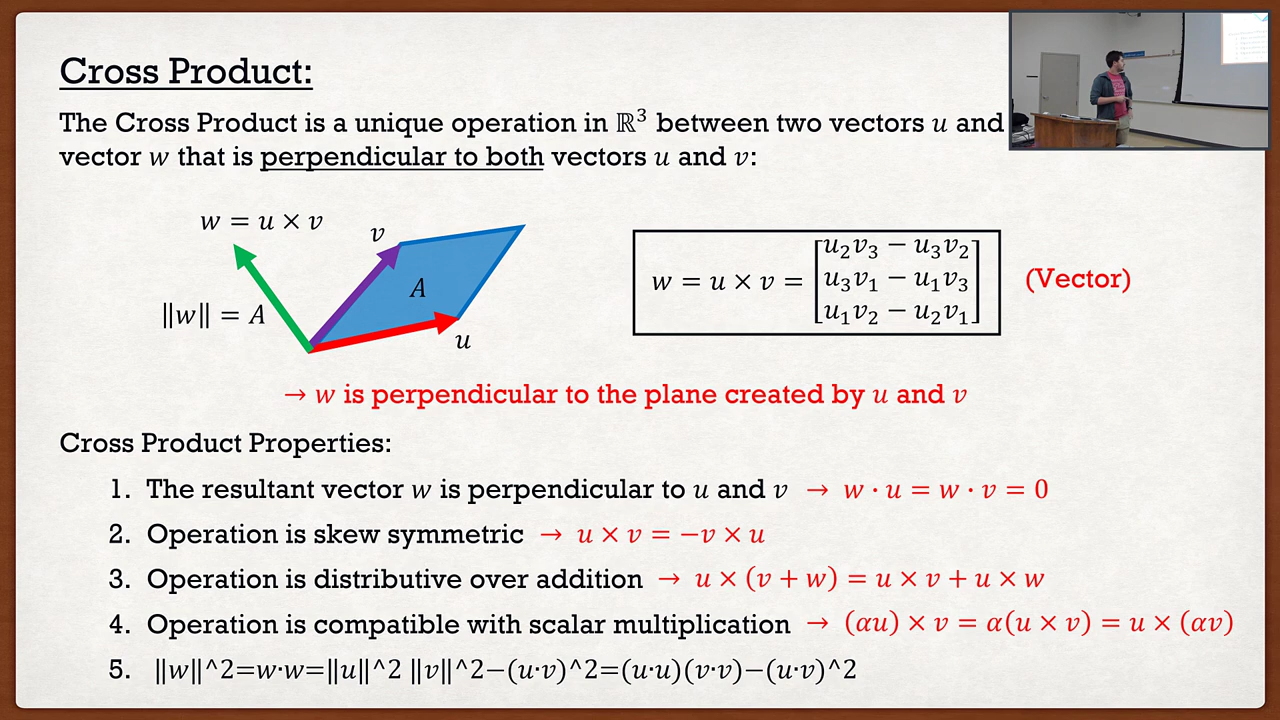 Cross Product:
The Cross Product is a unique operation in ℝ³ between two vectors u and
vector w that is perpendicular to both vectors u and v:
w = u × v
v
A
‖w‖ = A
u
w = u × v = [u₂v₃ − u₃v₂
u₃v₁ − u₁v₃
u₁v₂ − u₂v₁]
(Vector)
→ w is perpendicular to the plane created by u and v
Cross Product Properties:
1. The resultant vector w is perpendicular to u and v → w · u = w · v = 0
2. Operation is skew symmetric → u × v = −v × u
3. Operation is distributive over addition → u × (v + w) = u × v + u × w
4. Operation is compatible with scalar multiplication → (αu) × v = α(u × v) = u × (αv)
5. ‖w‖^2=w·w=‖u‖^2 ‖v‖^2−(u·v)^2=(u·u)(v·v)−(u·v)^2